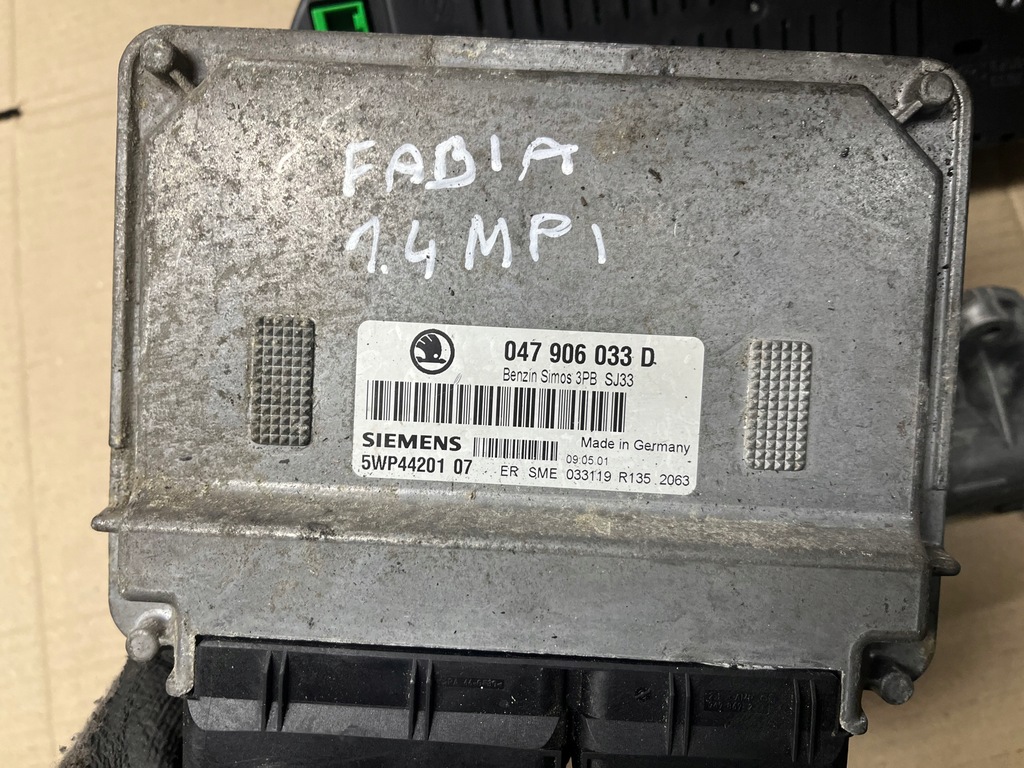 FABIA
1.4 MPI
047 906 033 D
Benzin Simos 3PB SJ33
SIEMENS
Made in Germany
09.05.01
5WP44201 07
ER SME 033119 R135 2063